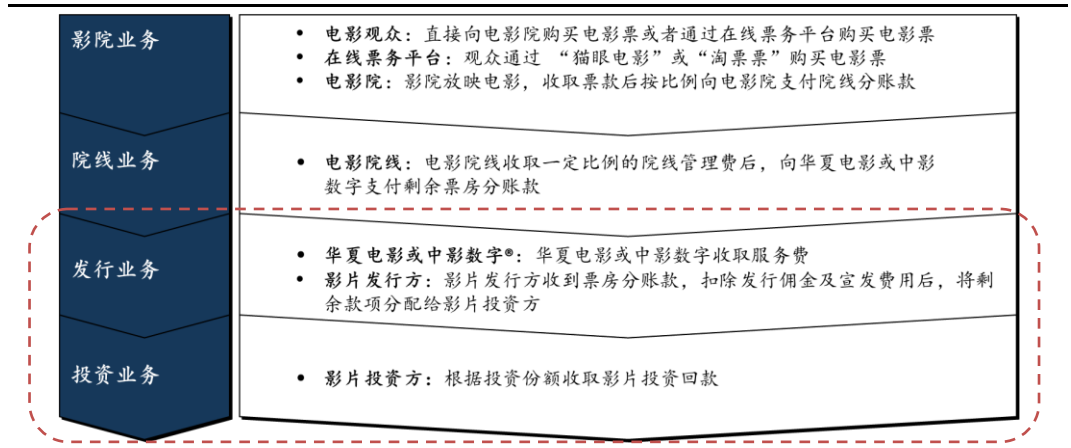 影院业务
• 电影观众：直接向电影院购买电影票或者通过在线票务平台购买电影票
• 在线票务平台：观众通过 “猫眼电影”或“淘票票”购买电影票
• 电影院：影院放映电影，收取票款后按比例向电影院支付院线分账款
院线业务
• 电影院线：电影院线收取一定比例的院线管理费后，向华夏电影或中影
数字支付剩余票房分账款
发行业务
• 华夏电影或中影数字®：华夏电影或中影数字收取服务费
• 影片发行方：影片发行方收到票房分账款，扣除发行佣金及宣发费用后，将剩
余款项分配给影片投资方
投资业务
• 影片投资方：根据投资份额收取影片投资回款